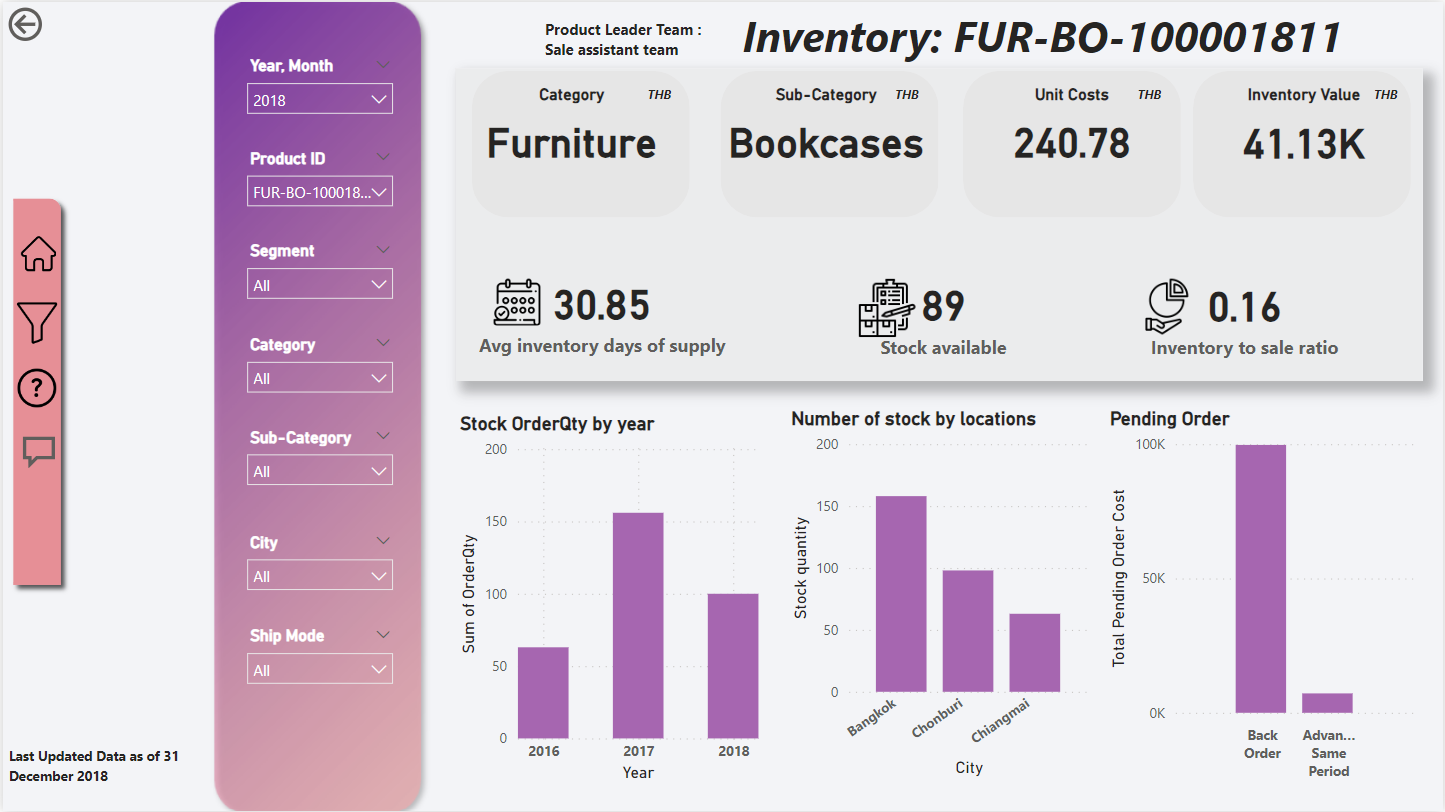 Product Leader Team :
Sale assistant team
Inventory: FUR-BO-100001811
Year, Month
2018
Product ID
FUR-BO-100018...
Segment
All
Category
All
Sub-Category
All
City
All
Ship Mode
All
Last Updated Data as of 31
December 2018
?
Category THB
Furniture
Sub-Category THB
Bookcases
Unit Costs THB
240.78
Inventory Value THB
41.13K
30.85
Avg inventory days of supply
89
Stock available
0.16
Inventory to sale ratio
Stock OrderQty by year
Sum of OrderQty
200
150
100
50
0
2016 2017 2018
Year
Number of stock by locations
Stock quantity
200
150
100
50
0
Bangkok Chonburi Chiangmai
City
Pending Order
Total Pending Order Cost
100K
50K
0K
Back
Order
Advan...
Same
Period